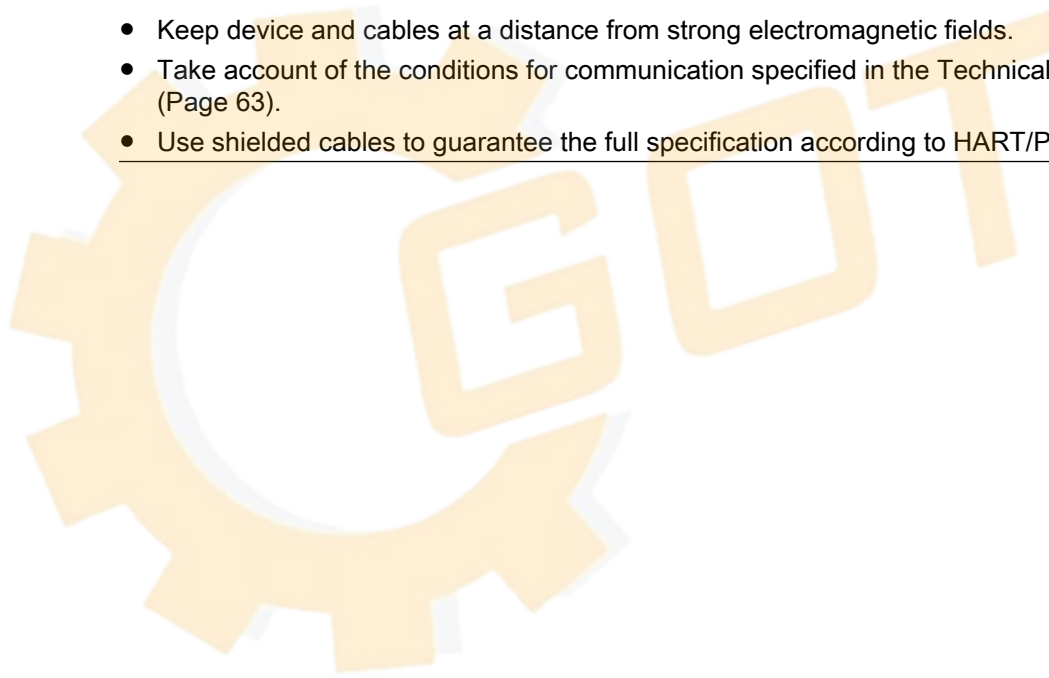 • Keep device and cables at a distance from strong electromagnetic fields.
• Take account of the conditions for communication specified in the Technical
(Page 63).
• Use shielded cables to guarantee the full specification according to HART/P
GOT